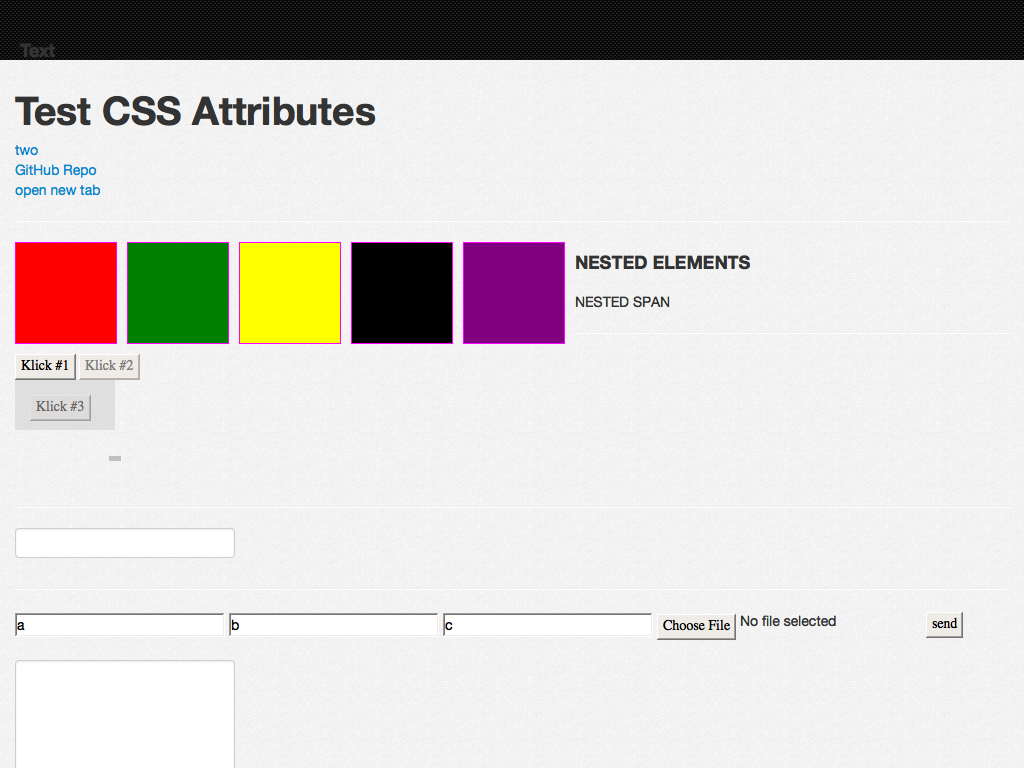 Text
Test CSS Attributes
two
GitHub Repo
open new tab
NESTED ELEMENTS
NESTED SPAN
Klick #1 Klick #2
Klick #3
a b c Choose File No file selected send